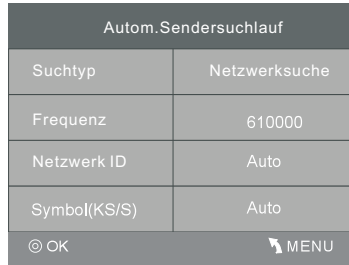 Autom.Sendersuchlauf
Suchtyp Netzwerksuche
Frequenz 610000
Netzwerk ID Auto
Symbol(KS/S) Auto
OK MENU